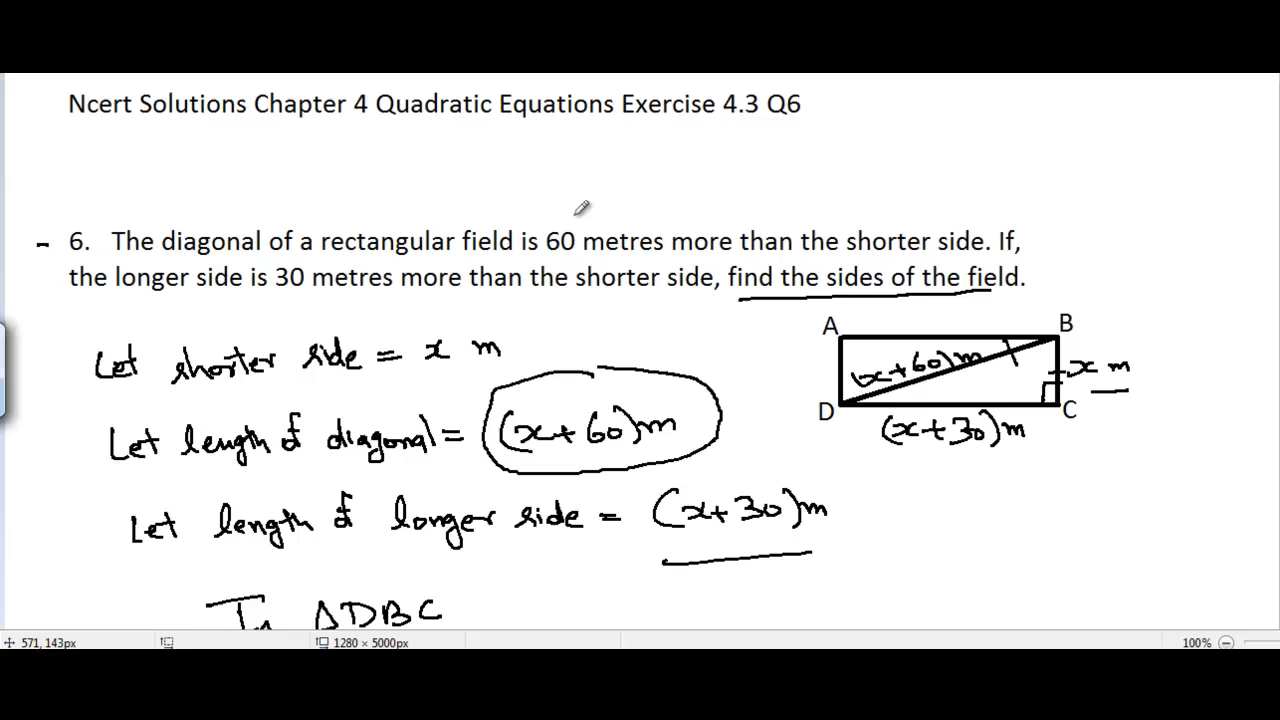 Ncert Solutions Chapter 4 Quadratic Equations Exercise 4.3 Q6
6. The diagonal of a rectangular field is 60 metres more than the shorter side. If,
the longer side is 30 metres more than the shorter side, find the sides of the field.
A B
Let shorter side = x m
(x+60)m x m
D C
Let length of diagonal = (x+60)m
(x+30)m
Let length of longer side = (x+30)m
In ΔDBC
571, 143px 1280 × 5000px 100%